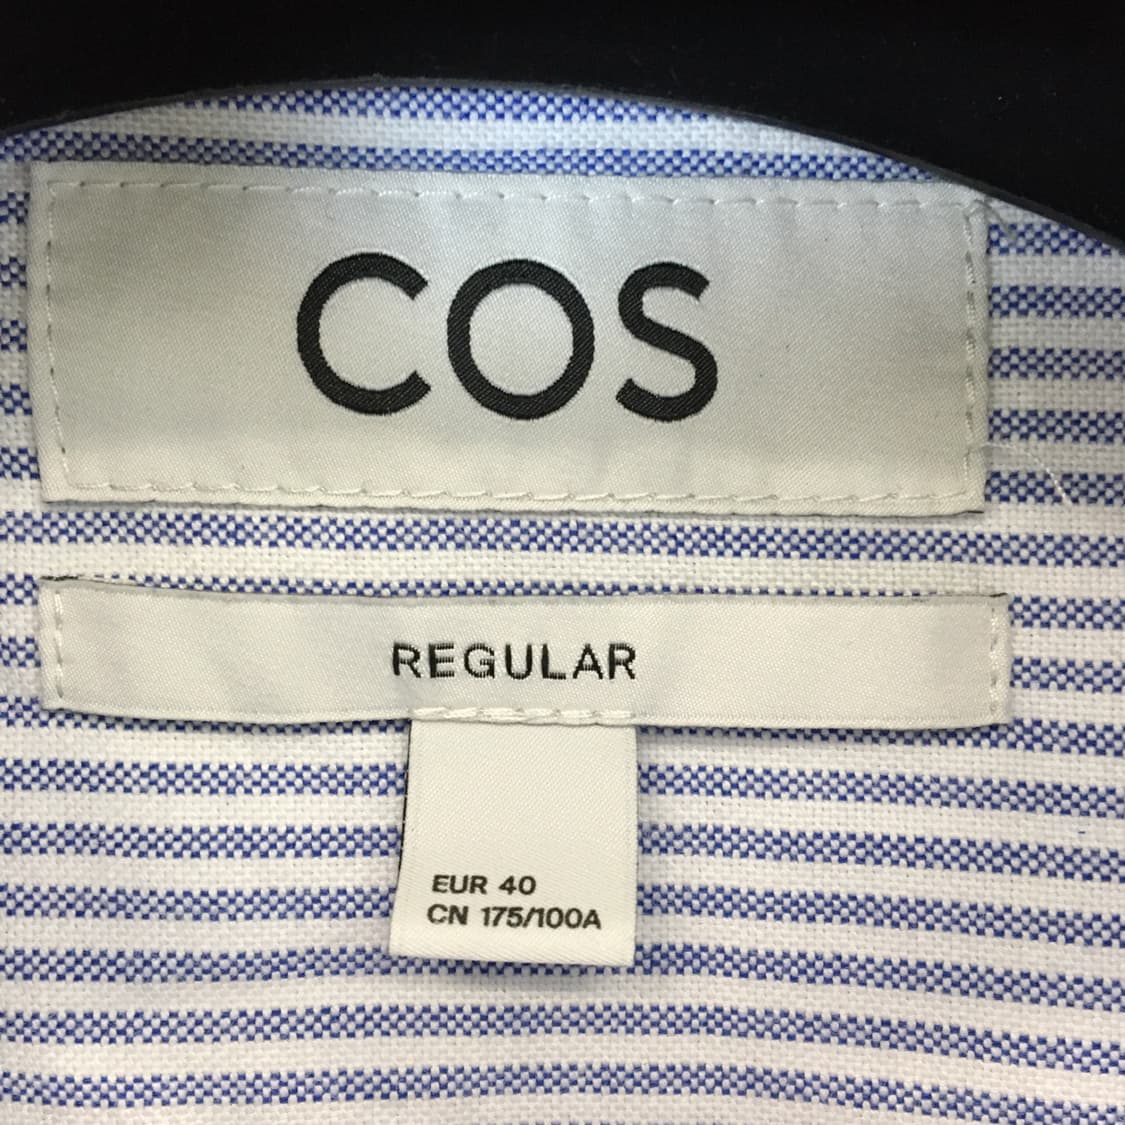 COS
REGULAR
EUR 40
CN 175/100A